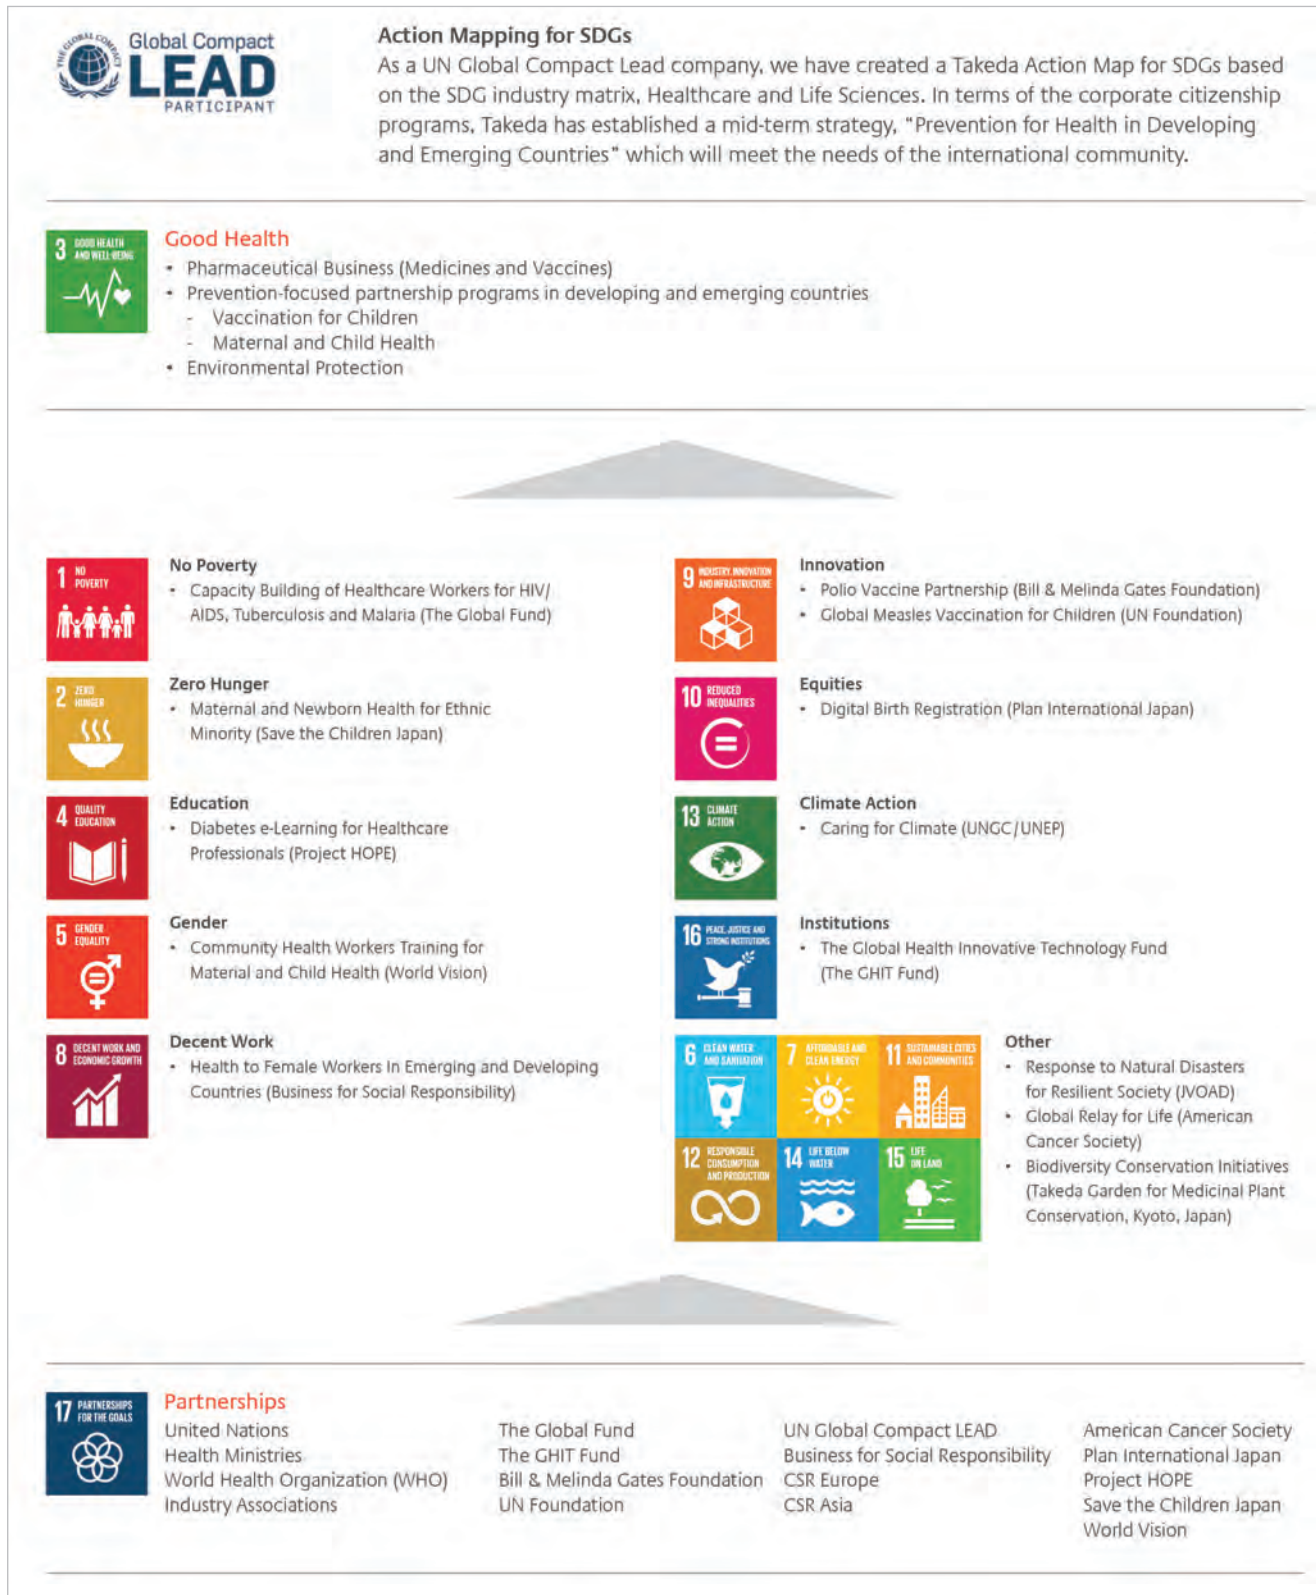 THE GLOBAL COMPACT
Global Compact
LEAD
PARTICIPANT
Action Mapping for SDGs
As a UN Global Compact Lead company, we have created a Takeda Action Map for SDGs based
on the SDG industry matrix, Healthcare and Life Sciences. In terms of the corporate citizenship
programs, Takeda has established a mid-term strategy, “Prevention for Health in Developing
and Emerging Countries” which will meet the needs of the international community.
3 GOOD HEALTH
AND WELL-BEING
Good Health
• Pharmaceutical Business (Medicines and Vaccines)
• Prevention-focused partnership programs in developing and emerging countries
- Vaccination for Children
- Maternal and Child Health
• Environmental Protection
1 NO
POVERTY
No Poverty
• Capacity Building of Healthcare Workers for HIV/
AIDS, Tuberculosis and Malaria (The Global Fund)
2 ZERO
HUNGER
Zero Hunger
• Maternal and Newborn Health for Ethnic
Minority (Save the Children Japan)
4 QUALITY
EDUCATION
Education
• Diabetes e-Learning for Healthcare
Professionals (Project HOPE)
5 GENDER
EQUALITY
Gender
• Community Health Workers Training for
Material and Child Health (World Vision)
8 DECENT WORK AND
ECONOMIC GROWTH
Decent Work
• Health to Female Workers in Emerging and Developing
Countries (Business for Social Responsibility)
9 INDUSTRY, INNOVATION
AND INFRASTRUCTURE
Innovation
• Polio Vaccine Partnership (Bill & Melinda Gates Foundation)
• Global Measles Vaccination for Children (UN Foundation)
10 REDUCED
INEQUALITIES
Equities
• Digital Birth Registration (Plan International Japan)
13 CLIMATE
ACTION
Climate Action
• Caring for Climate (UNGC/UNEP)
16 PEACE, JUSTICE AND
STRONG INSTITUTIONS
Institutions
• The Global Health Innovative Technology Fund
(The GHIT Fund)
6 CLEAN WATER
AND SANITATION
7 AFFORDABLE AND
CLEAN ENERGY
11 SUSTAINABLE CITIES
AND COMMUNITIES
12 RESPONSIBLE
CONSUMPTION
AND PRODUCTION
14 LIFE BELOW
WATER
15 LIFE
ON LAND
Other
• Response to Natural Disasters
for Resilient Society (JVOAD)
• Global Relay for Life (American
Cancer Society)
• Biodiversity Conservation Initiatives
(Takeda Garden for Medicinal Plant
Conservation, Kyoto, Japan)
17 PARTNERSHIPS
FOR THE GOALS
Partnerships
United Nations
Health Ministries
World Health Organization (WHO)
Industry Associations
The Global Fund
The GHIT Fund
Bill & Melinda Gates Foundation
UN Foundation
UN Global Compact LEAD
Business for Social Responsibility
CSR Europe
CSR Asia
American Cancer Society
Plan International Japan
Project HOPE
Save the Children Japan
World Vision